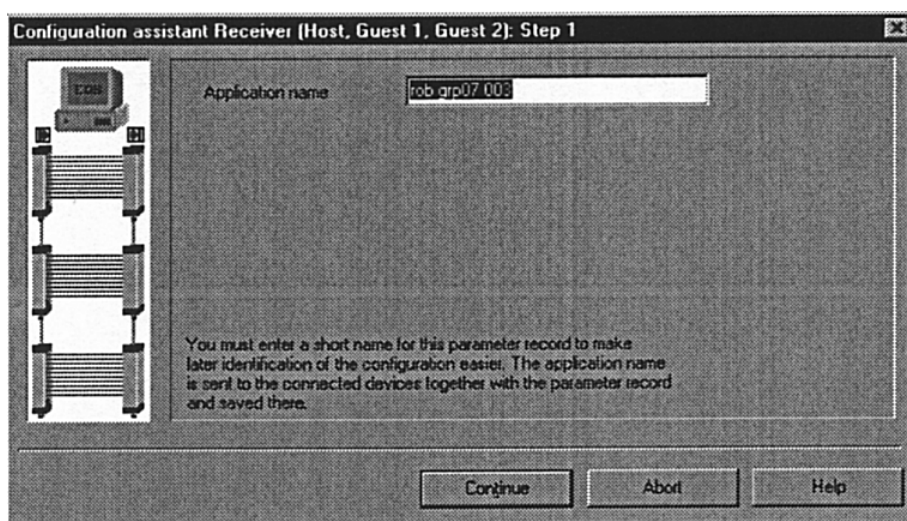 Configuration assistant Receiver (Host, Guest 1, Guest 2): Step 1
CDS
Application name
rob grp07 003
You must enter a short name for this parameter record to make
later identification of the configuration easier. The application name
is sent to the connected devices together with the parameter record
and saved there.
Continue
Abort
Help